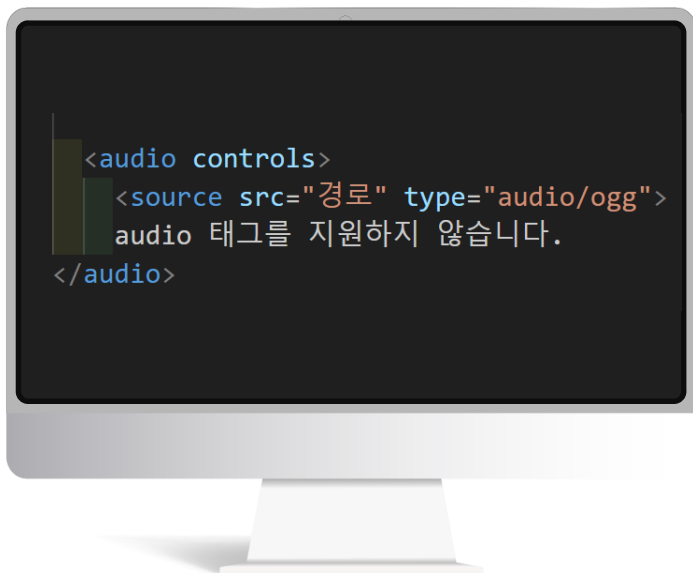 <audio controls>
<source src="경로" type="audio/ogg">
audio 태그를 지원하지 않습니다.
</audio>